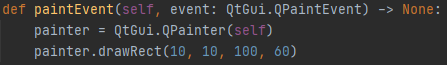 def paintEvent(self, event: QtGui.QPaintEvent) -> None:
    painter = QtGui.QPainter(self)
    painter.drawRect(10, 10, 100, 60)